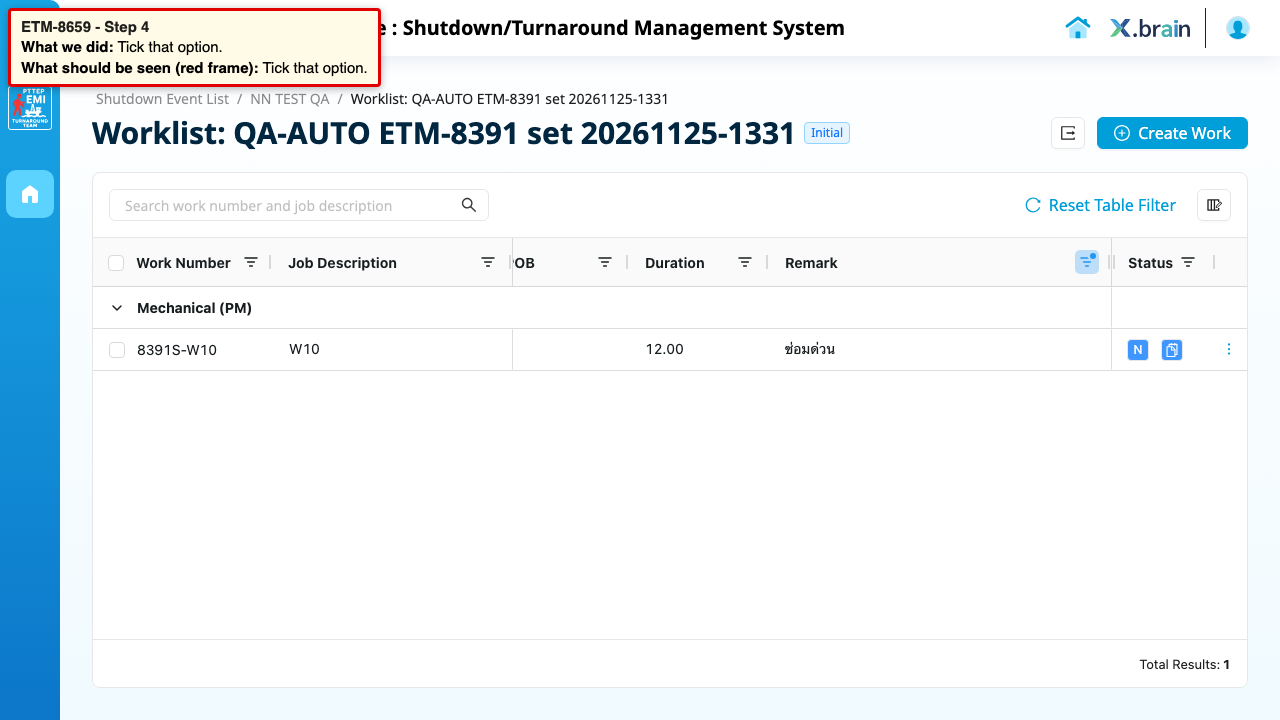 ETM-8659 - Step 4
What we did: Tick that option.
What should be seen (red frame): Tick that option.
e : Shutdown/Turnaround Management System
X.brain
PTTEP
EMI
TURNAROUND
TEAM
Shutdown Event List / NN TEST QA / Worklist: QA-AUTO ETM-8391 set 20261125-1331
Worklist: QA-AUTO ETM-8391 set 20261125-1331 Initial
Create Work
Search work number and job description
Reset Table Filter
Work Number Job Description POB Duration Remark Status
Mechanical (PM)
8391S-W10 W10 12.00 ซ่อมด่วน N
Total Results: 1